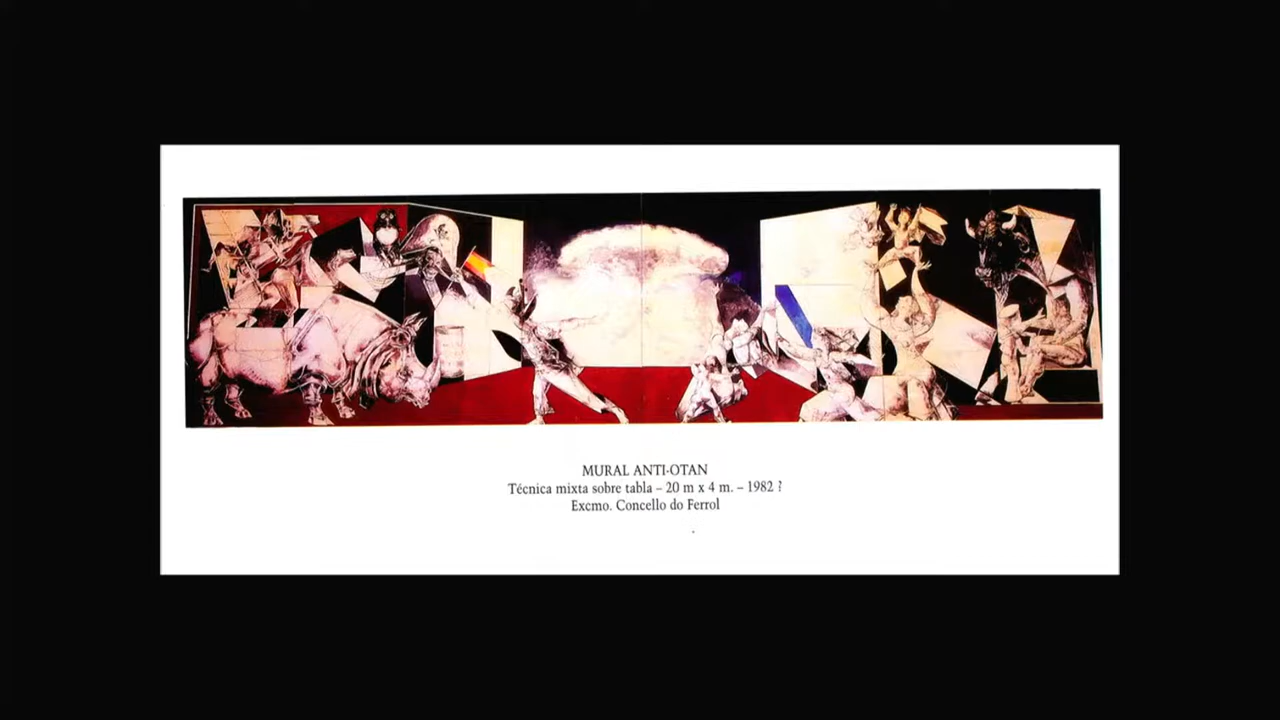 MURAL ANTI-OTAN
Técnica mixta sobre tabla – 20 m x 4 m. – 1982 ?
Excmo. Concello do Ferrol